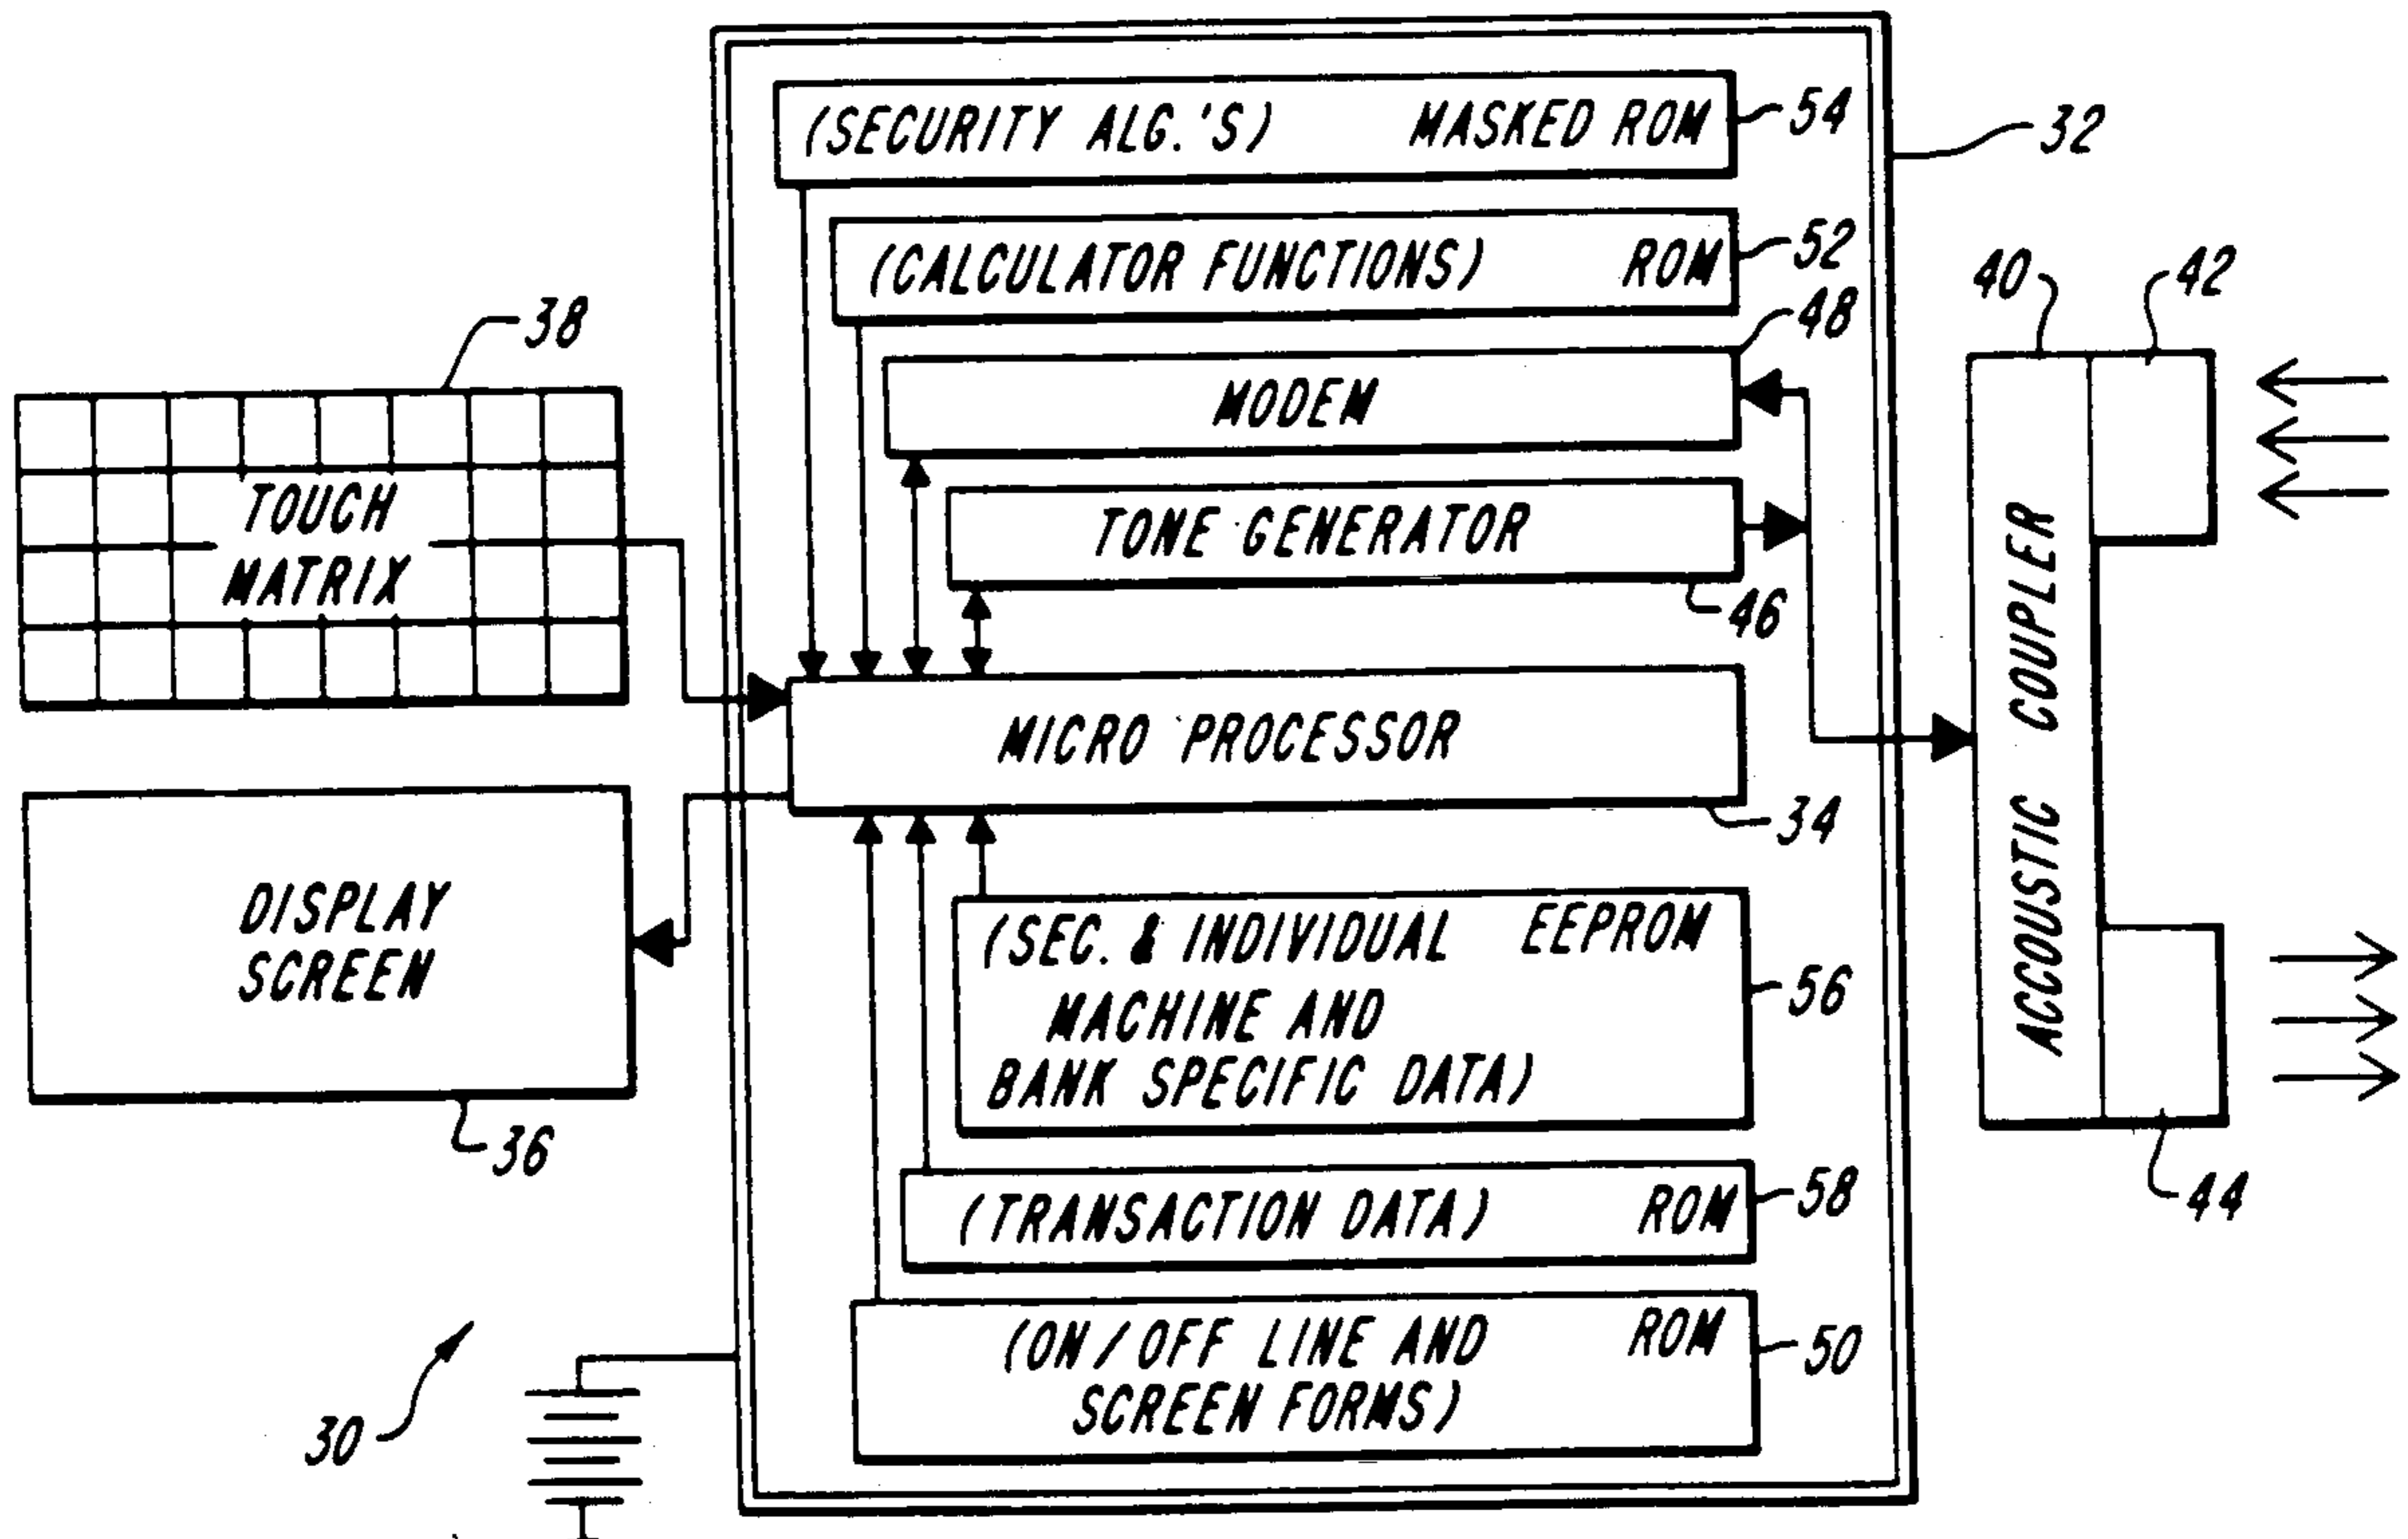 (SECURITY ALG.'S) MASKED ROM
54
32
(CALCULATOR FUNCTIONS) ROM
52
48
MODEM
TONE GENERATOR
46
38
TOUCH
MATRIX
MICRO PROCESSOR
34
DISPLAY
SCREEN
36
(SEC. & INDIVIDUAL EEPROM
MACHINE AND
BANK SPECIFIC DATA)
56
(TRANSACTION DATA) ROM
58
(ON/OFF LINE AND ROM
SCREEN FORMS)
50
30
40
42
ACCOUSTIC COUPLER
44